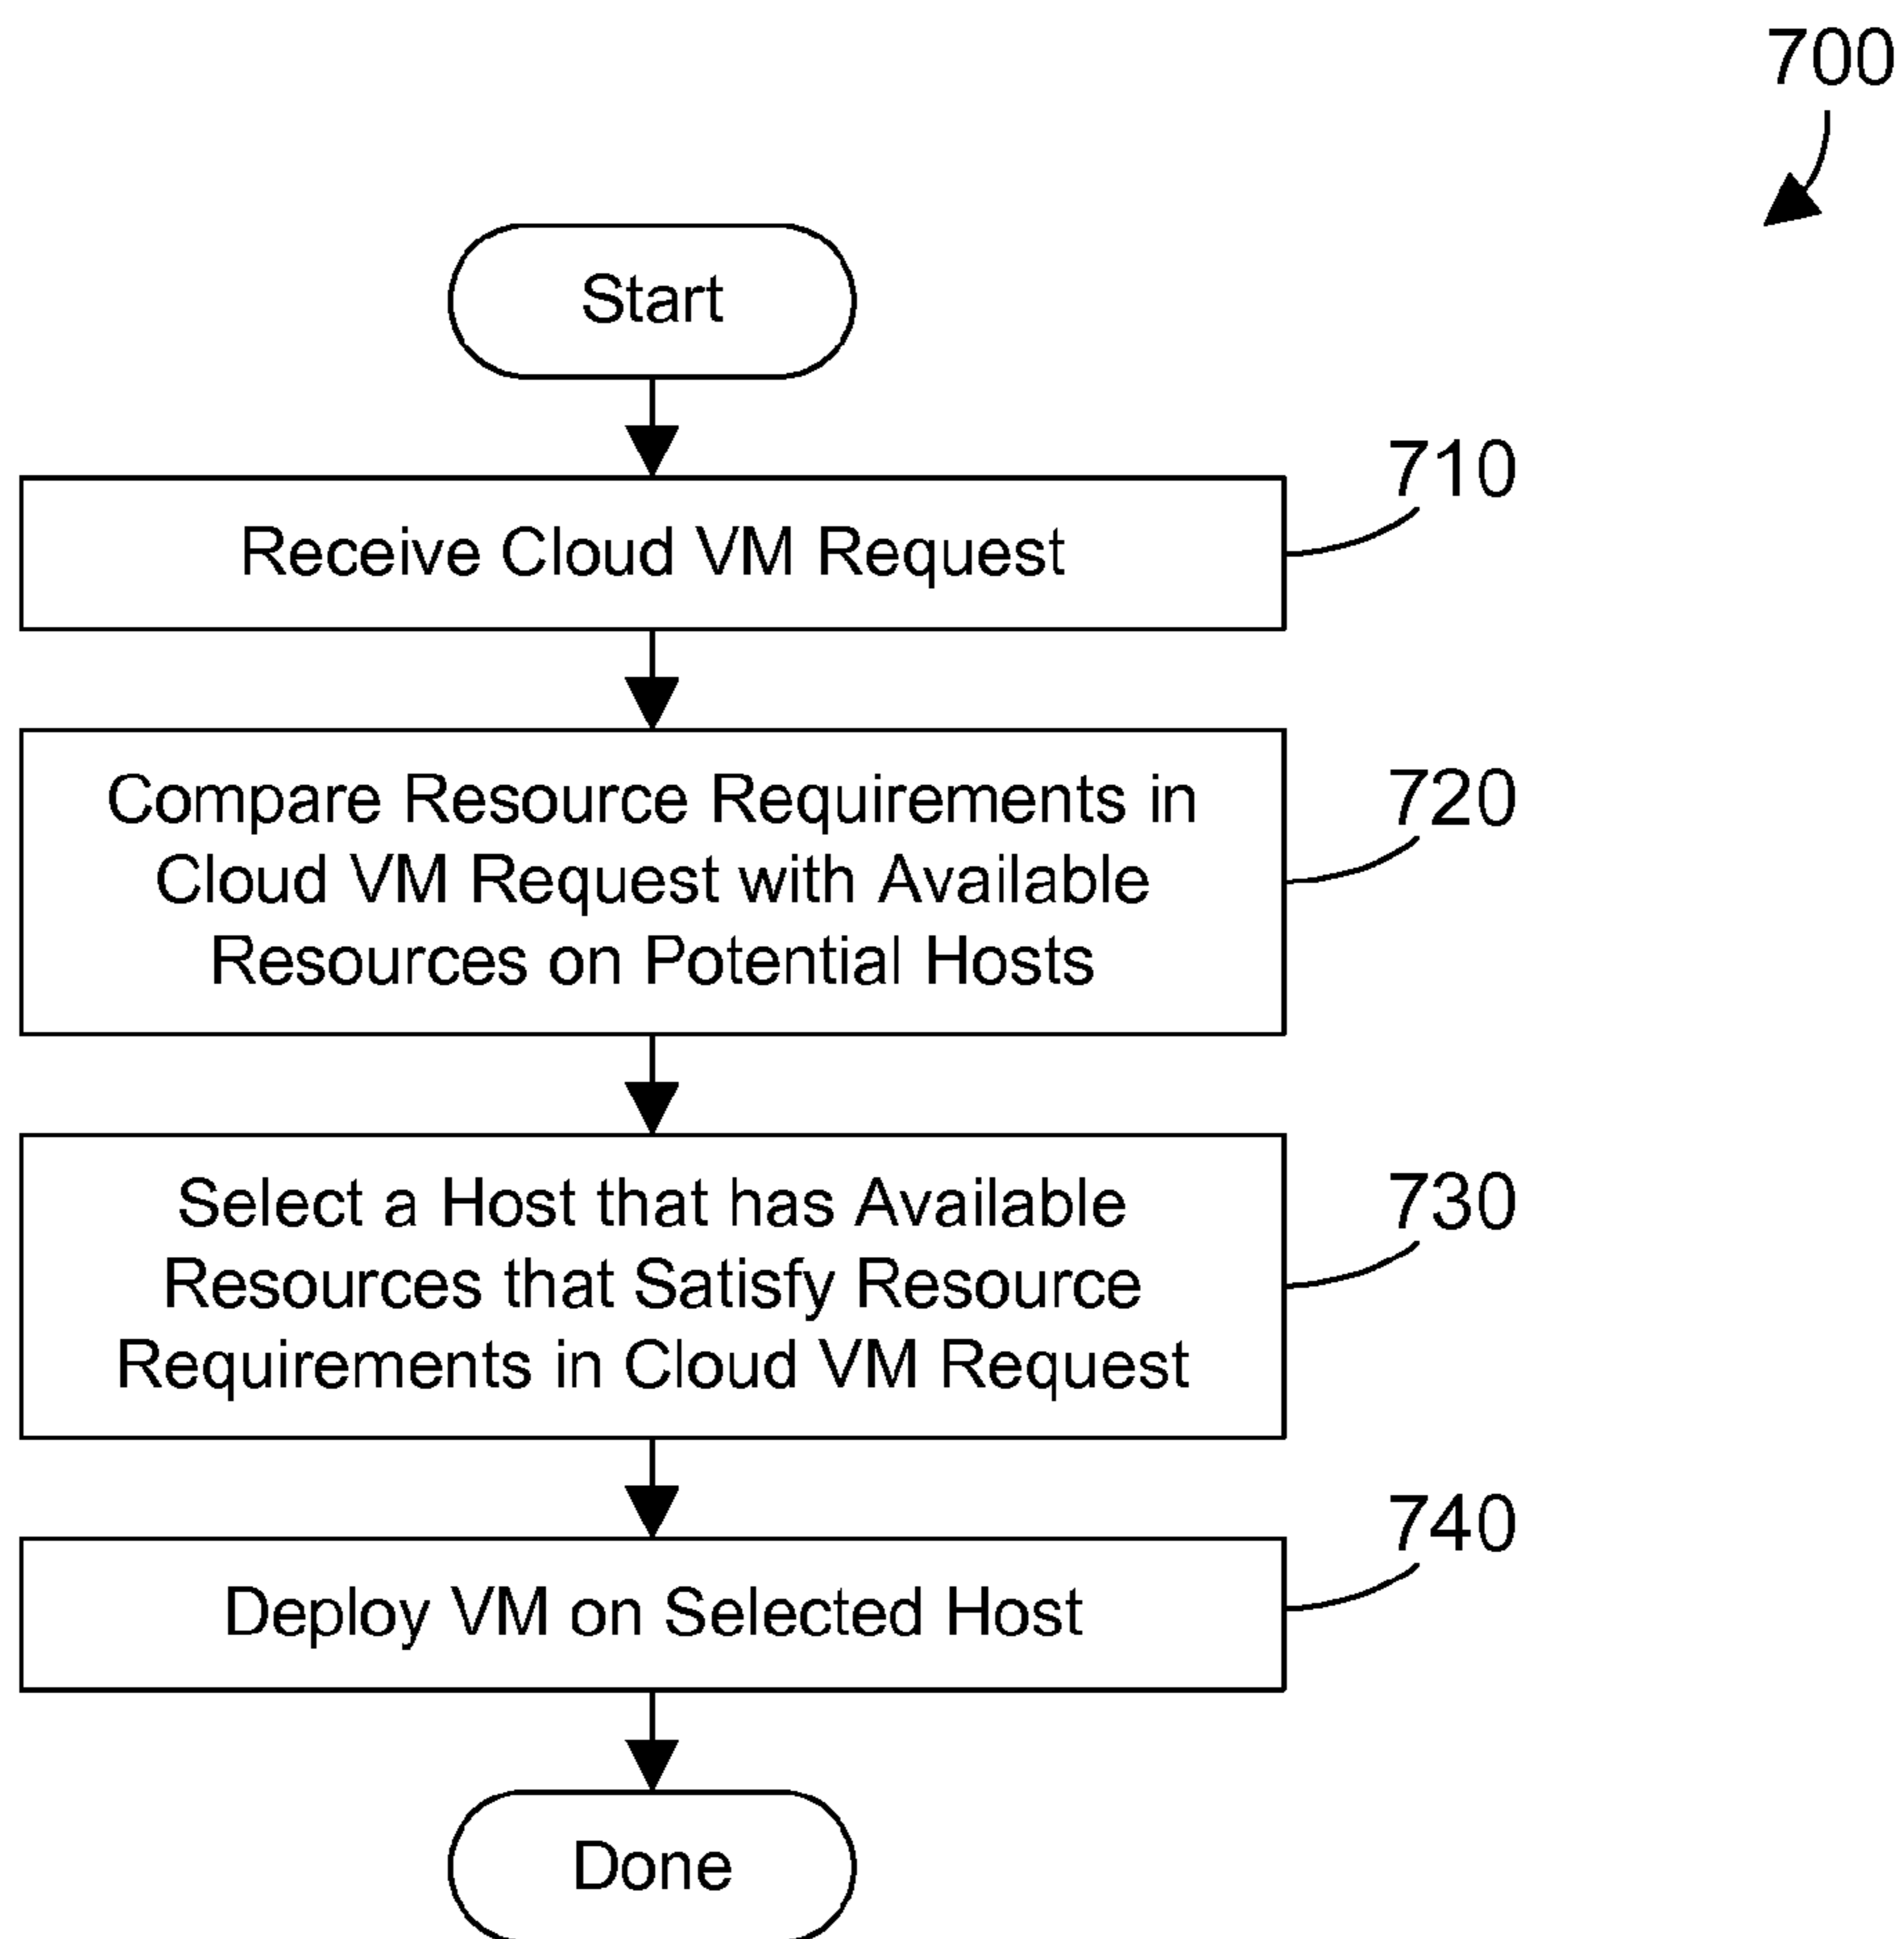 700
Start
710
Receive Cloud VM Request
720
Compare Resource Requirements in
Cloud VM Request with Available
Resources on Potential Hosts
730
Select a Host that has Available
Resources that Satisfy Resource
Requirements in Cloud VM Request
740
Deploy VM on Selected Host
Done